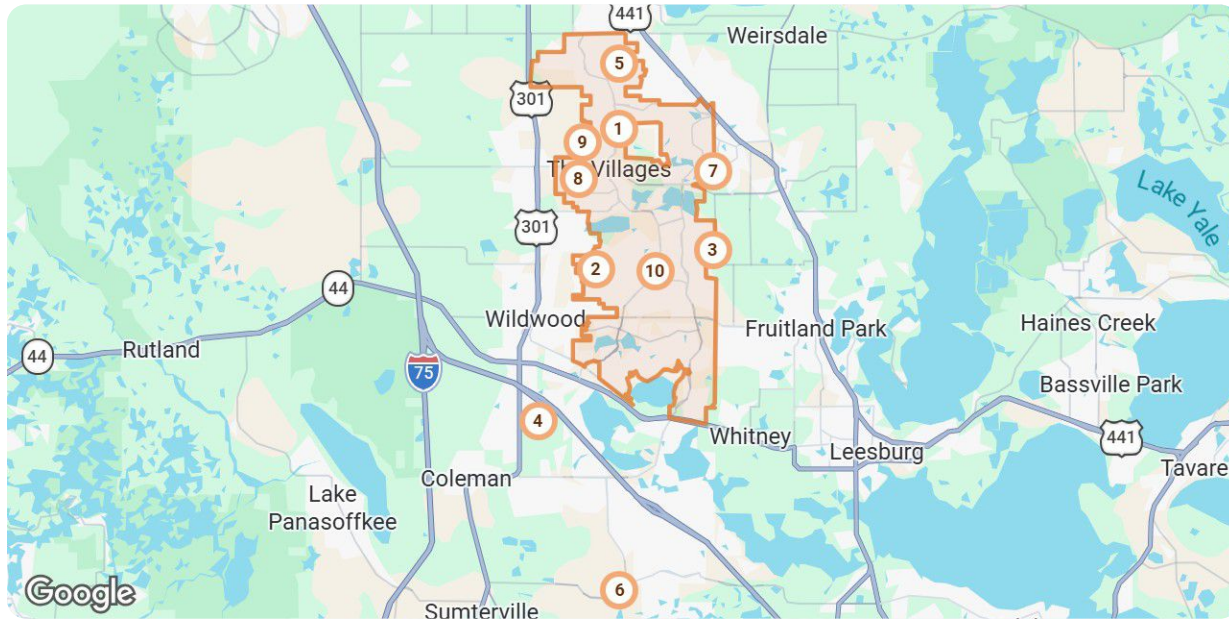 441
Weirsdale
5
301
1
9
The Villages
8
7
Lake Yale
301
3
2
10
44
Wildwood
Fruitland Park
Haines Creek
Rutland
44
75
Bassville Park
4
Whitney
441
Leesburg
Tavare
Coleman
Lake
Panasoffkee
6
Google
Sumterville